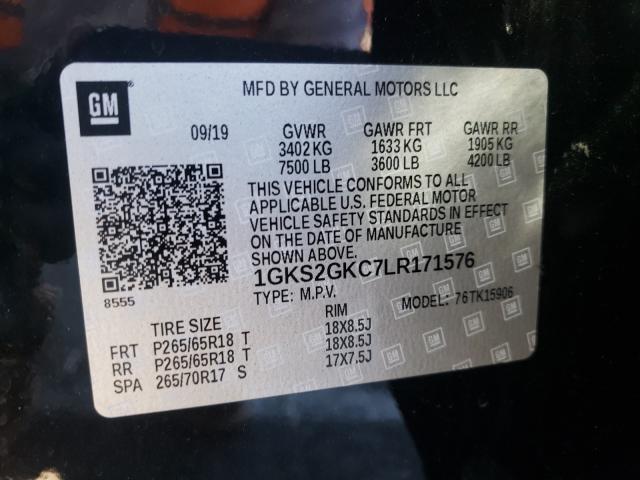 GM
MFD BY GENERAL MOTORS LLC
09/19 GVWR GAWR FRT GAWR RR
3402 KG 1633 KG 1905 KG
7500 LB 3600 LB 4200 LB
THIS VEHICLE CONFORMS TO ALL
APPLICABLE U.S. FEDERAL MOTOR
VEHICLE SAFETY STANDARDS IN EFFECT
ON THE DATE OF MANUFACTURE
SHOWN ABOVE.
1GKS2GKC7LR171576
8555
TYPE: M.P.V. MODEL: 76TK15906
TIRE SIZE RIM
FRT P265/65R18 T 18X8.5J
RR P265/65R18 T 18X8.5J
SPA 265/70R17 S 17X7.5J